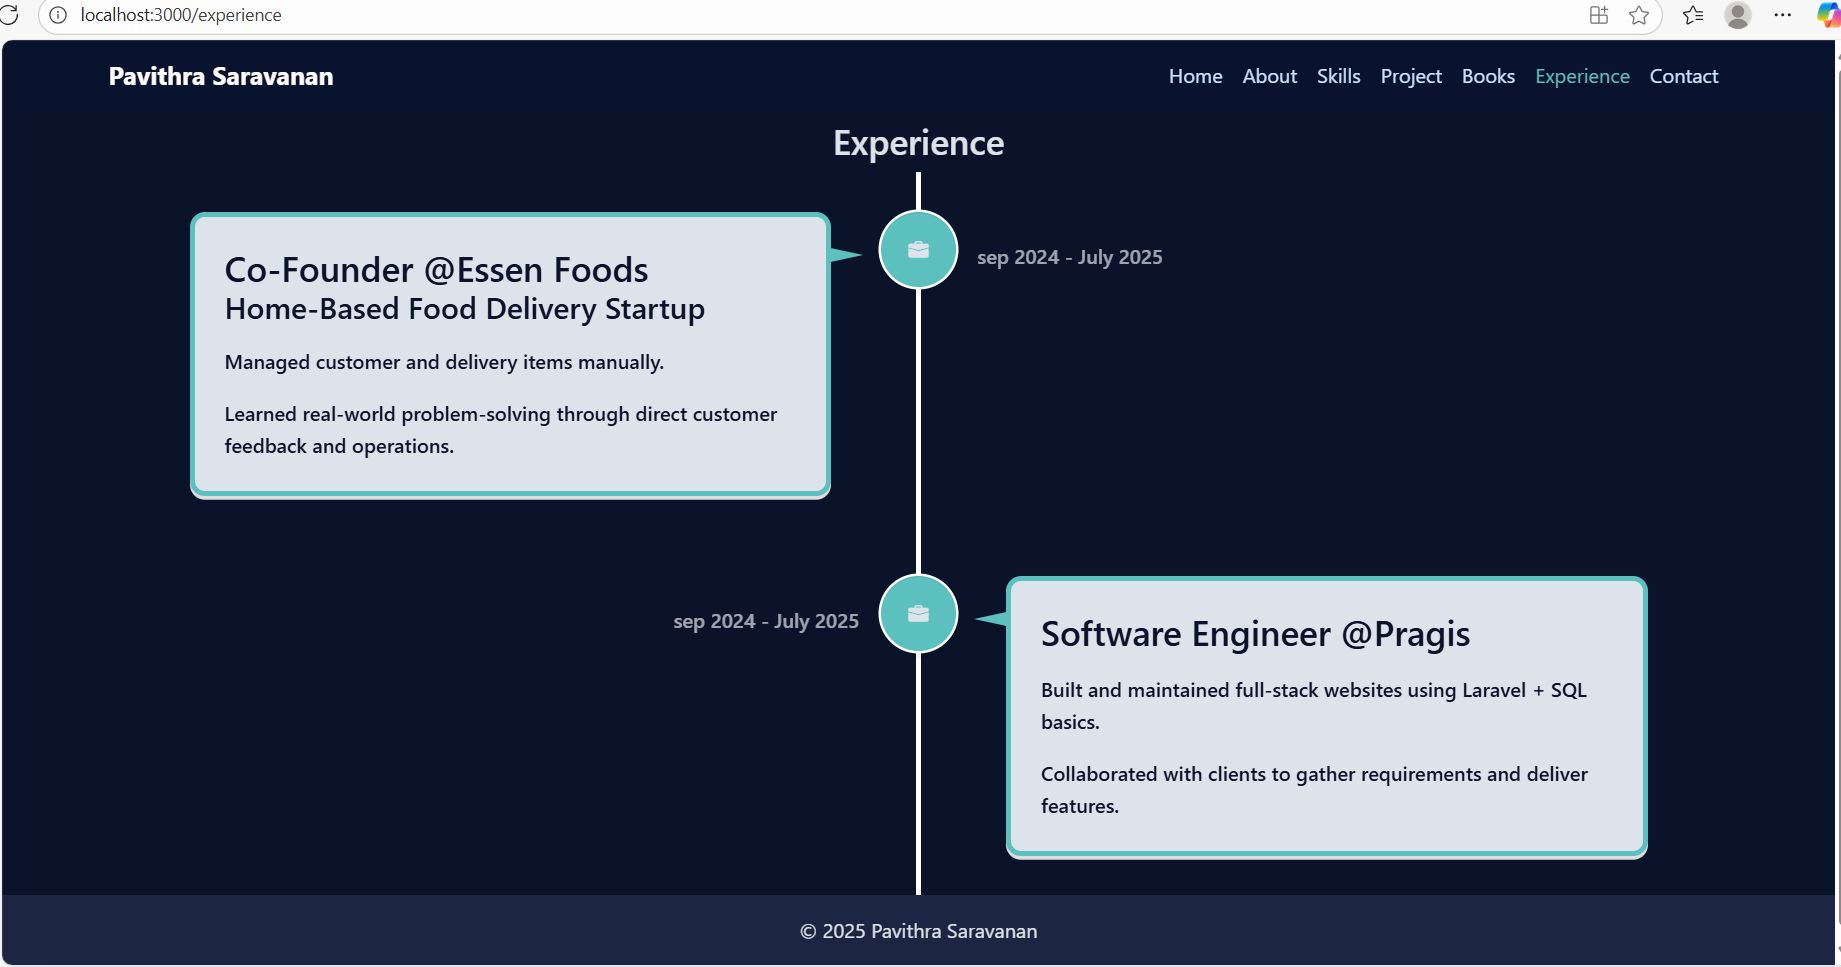 localhost:3000/experience
Pavithra Saravanan
Home About Skills Project Books Experience Contact
Experience
Co-Founder @Essen Foods
Home-Based Food Delivery Startup
Managed customer and delivery items manually.
Learned real-world problem-solving through direct customer
feedback and operations.
sep 2024 - July 2025
sep 2024 - July 2025
Software Engineer @Pragis
Built and maintained full-stack websites using Laravel + SQL
basics.
Collaborated with clients to gather requirements and deliver
features.
© 2025 Pavithra Saravanan